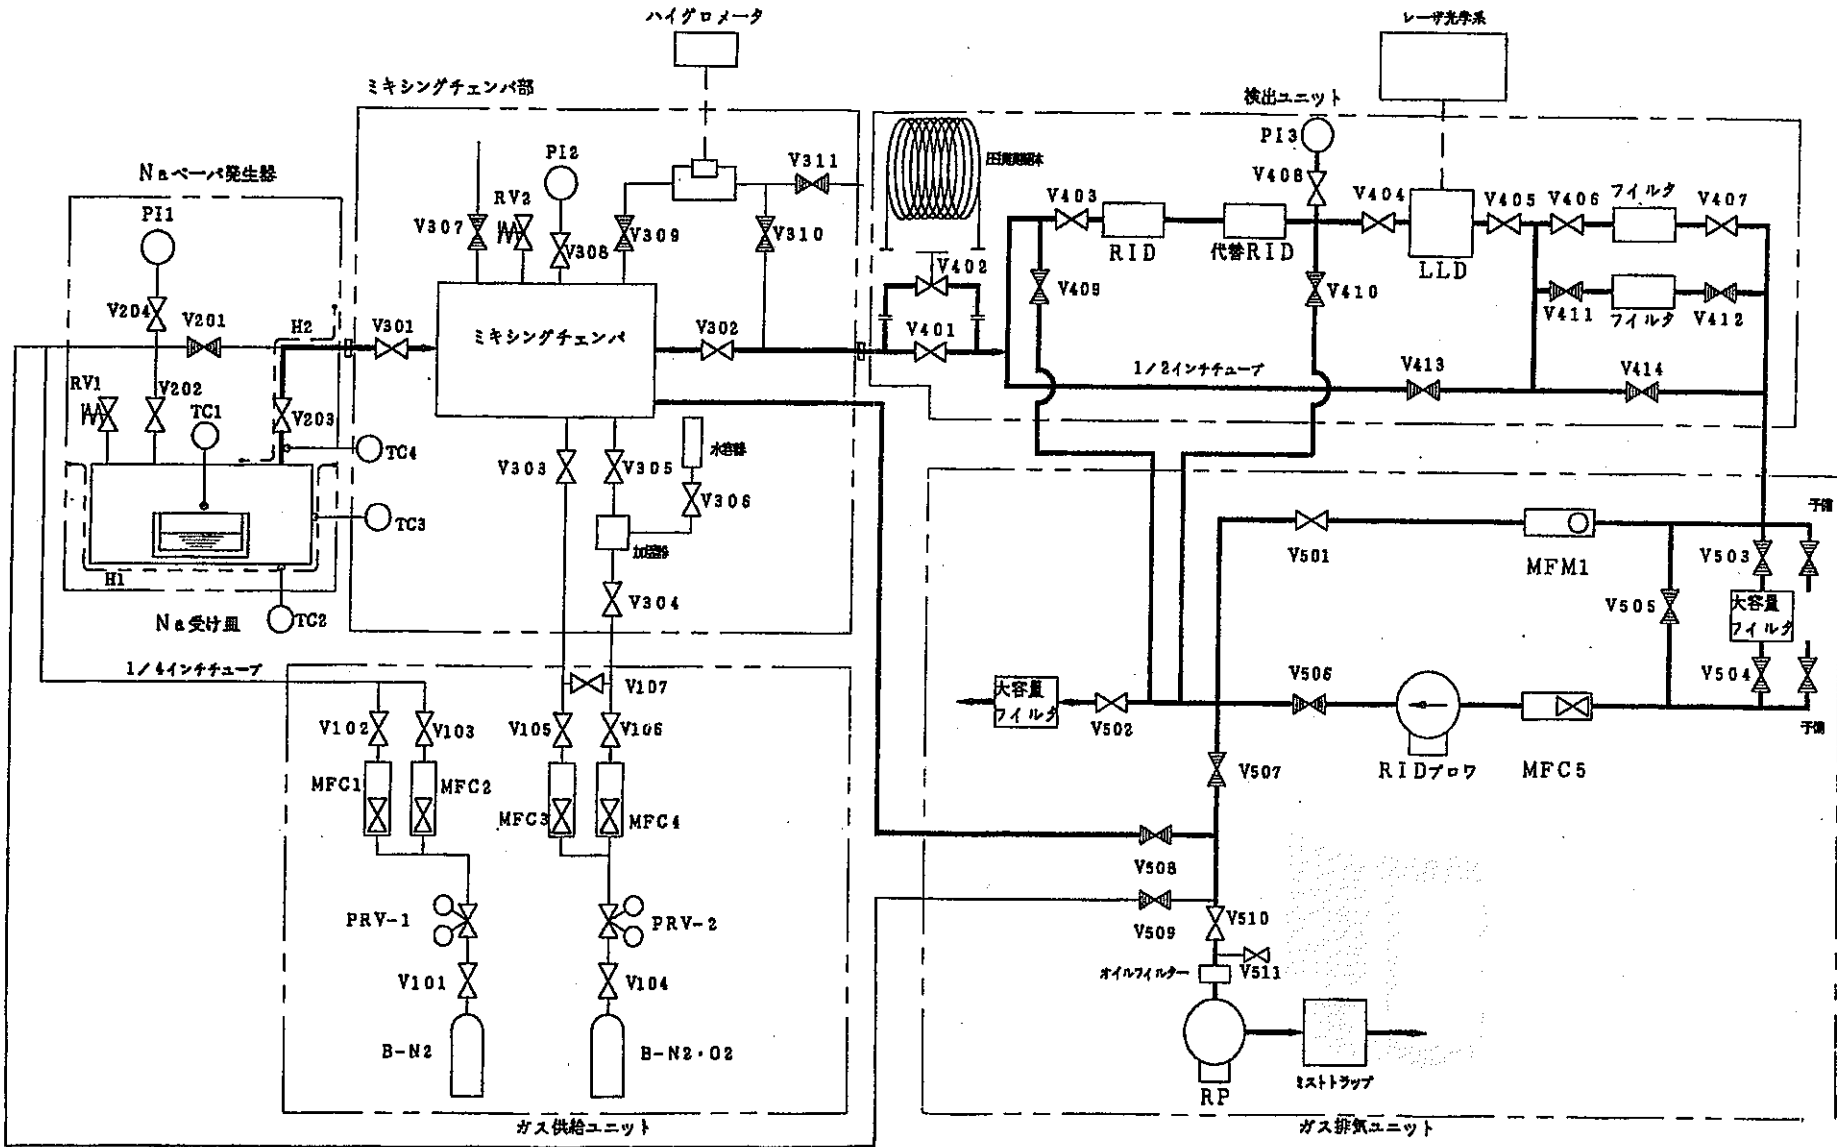 ハイグロメータ
レーザ光学系
ミキシングチェンバ部
検出ユニット
Naベーパ発生器
PI1
PI2
PI3
RV2
V307
V308
V309
V310
V311
V402
V403
RID
代替RID
V408
V404
LLD
V405
V406
フィルタ
V407
V409
V410
V411
フィルタ
V412
V204
V201
H2
V301
ミキシングチェンバ
V302
V401
1/2インチチューブ
V413
V414
RV1
V202
TC1
V203
TC4
TC3
H1
TC2
Na受け皿
V303
V305
水容器
V306
加湿器
V304
1/4インチチューブ
V107
V102
V103
V105
V106
MFC1
MFC2
MFC3
MFC4
PRV-1
PRV-2
V101
V104
B-N2
B-N2・O2
ガス供給ユニット
V501
MFM1
V503
予備
V505
大容量
フィルタ
V504
予備
大容量
フィルタ
V502
V506
RIDブロワ
MFC5
V507
V508
V509
V510
V511
オイルフィルター
RP
ミストトラップ
ガス排気ユニット